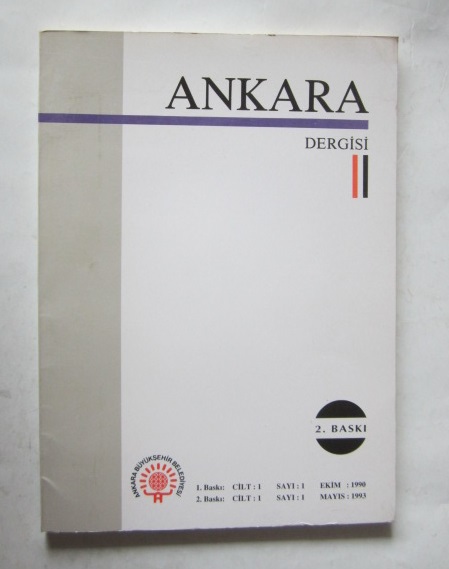 ANKARA
DERGİSİ
2. BASKI
ANKARA BÜYÜKŞEHİR BELEDİYESİ
1. Baskı: CİLT : 1 SAYI : 1 EKİM : 1990
2. Baskı: CİLT : 1 SAYI : 1 MAYIS : 1993